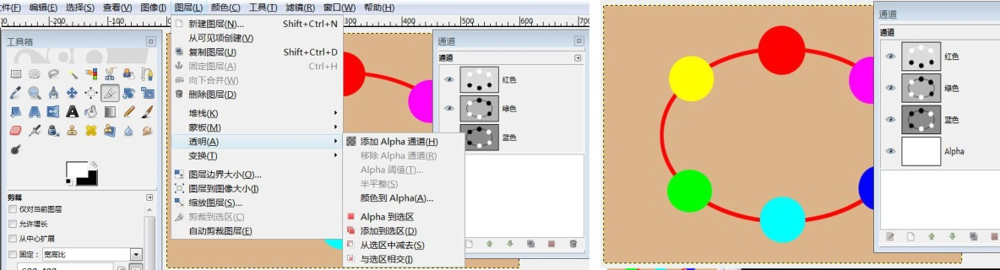 件(F) 编辑(E) 选择(S) 查看(V) 图像(I) 图层(L) 颜色(C) 工具(T) 滤镜(R) 窗口(W) 帮助(H)
-200 -100 0 500 600 700
工具箱
剪裁
仅对当前图层
允许增长
从中心扩展
固定： 宽高比
600:400
新建图层(N)... Shift+Ctrl+N
从可见项创建(V)
复制图层(U) Shift+Ctrl+D
固定图层(A) Ctrl+H
向下合并(W)
删除图层(D)
堆栈(K)
蒙板(M)
透明(A)
变换(T)
图层边界大小(O)...
图层到图像大小(I)
缩放图层(S)...
剪裁到选区(C)
自动剪裁图层(E)
添加 Alpha 通道(H)
移除 Alpha 通道(R)
Alpha 阈值(T)...
半平整(S)
颜色到 Alpha(A)...
Alpha 到选区
添加到选区(D)
从选区中减去(S)
与选区相交(I)
通道
通道
红色
绿色
蓝色
通道
通道
红色
绿色
蓝色
Alpha